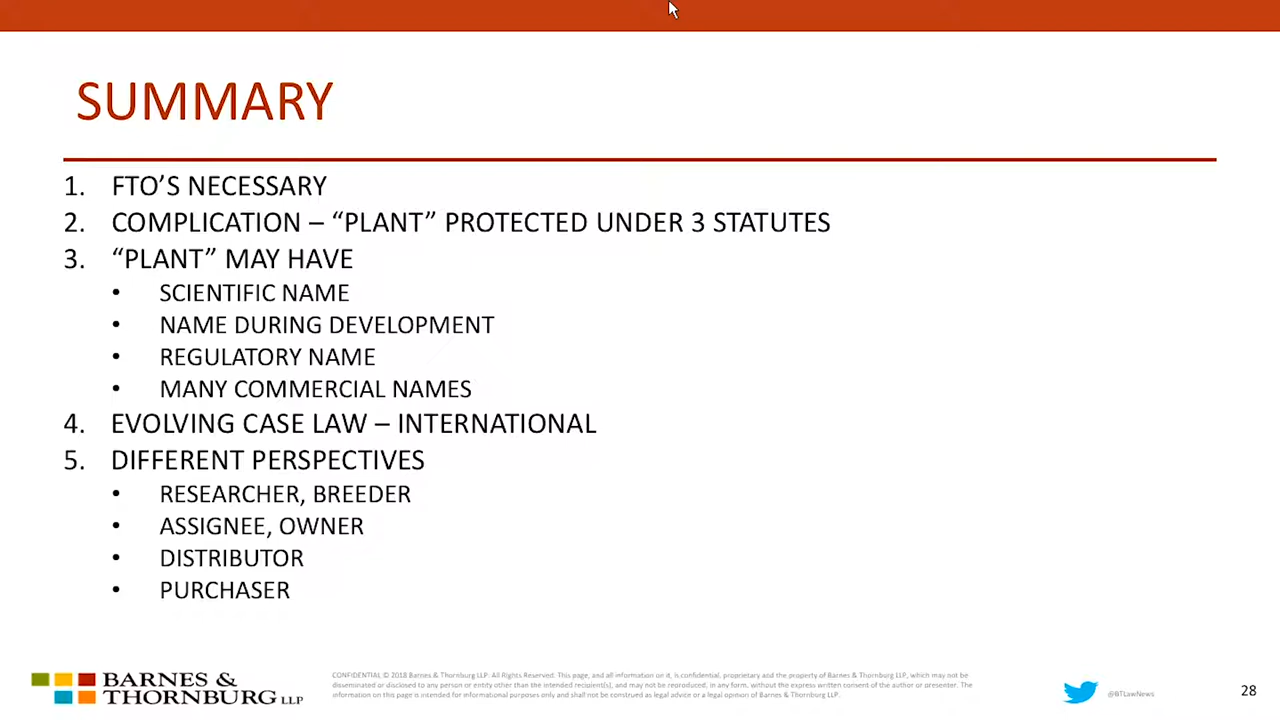 SUMMARY
1. FTO’S NECESSARY
2. COMPLICATION – “PLANT” PROTECTED UNDER 3 STATUTES
3. “PLANT” MAY HAVE
• SCIENTIFIC NAME
• NAME DURING DEVELOPMENT
• REGULATORY NAME
• MANY COMMERCIAL NAMES
4. EVOLVING CASE LAW – INTERNATIONAL
5. DIFFERENT PERSPECTIVES
• RESEARCHER, BREEDER
• ASSIGNEE, OWNER
• DISTRIBUTOR
• PURCHASER
BARNES &
THORNBURG LLP
CONFIDENTIAL © 2018 Barnes & Thornburg LLP. All Rights Reserved. This page, and all information on it, is confidential, proprietary and the property of Barnes & Thornburg LLP, which may not be
disseminated or disclosed to any person or entity other than the intended recipient(s), and may not be reproduced, in any form, without the express written consent of the author or presenter. The
information on this page is intended for informational purposes only and shall not be construed as legal advice or a legal opinion of Barnes & Thornburg LLP.
@BTLawNews
28